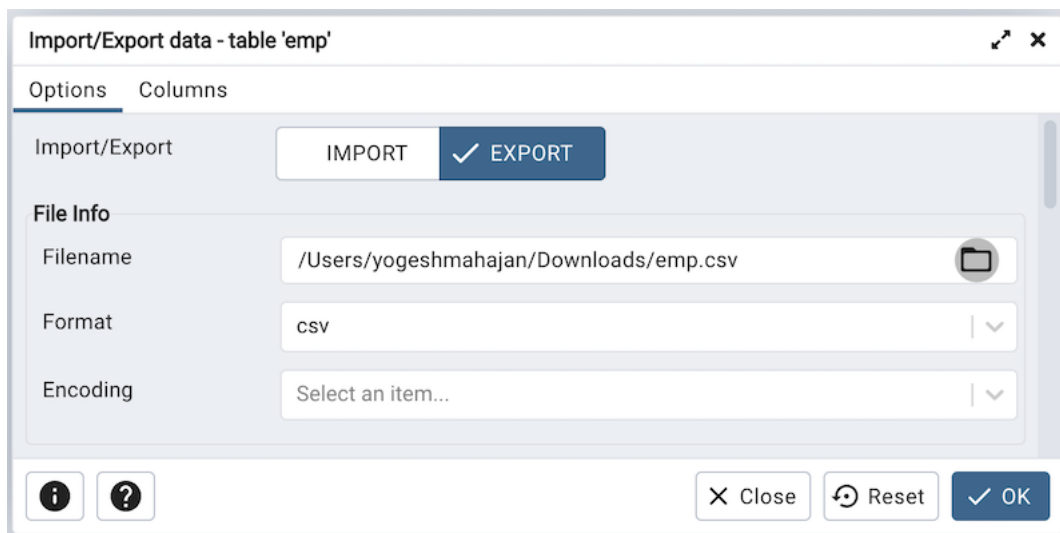 Import/Export data - table 'emp'
Options Columns
Import/Export IMPORT EXPORT
File Info
Filename /Users/yogeshmahajan/Downloads/emp.csv
Format csv
Encoding Select an item...
Close Reset OK